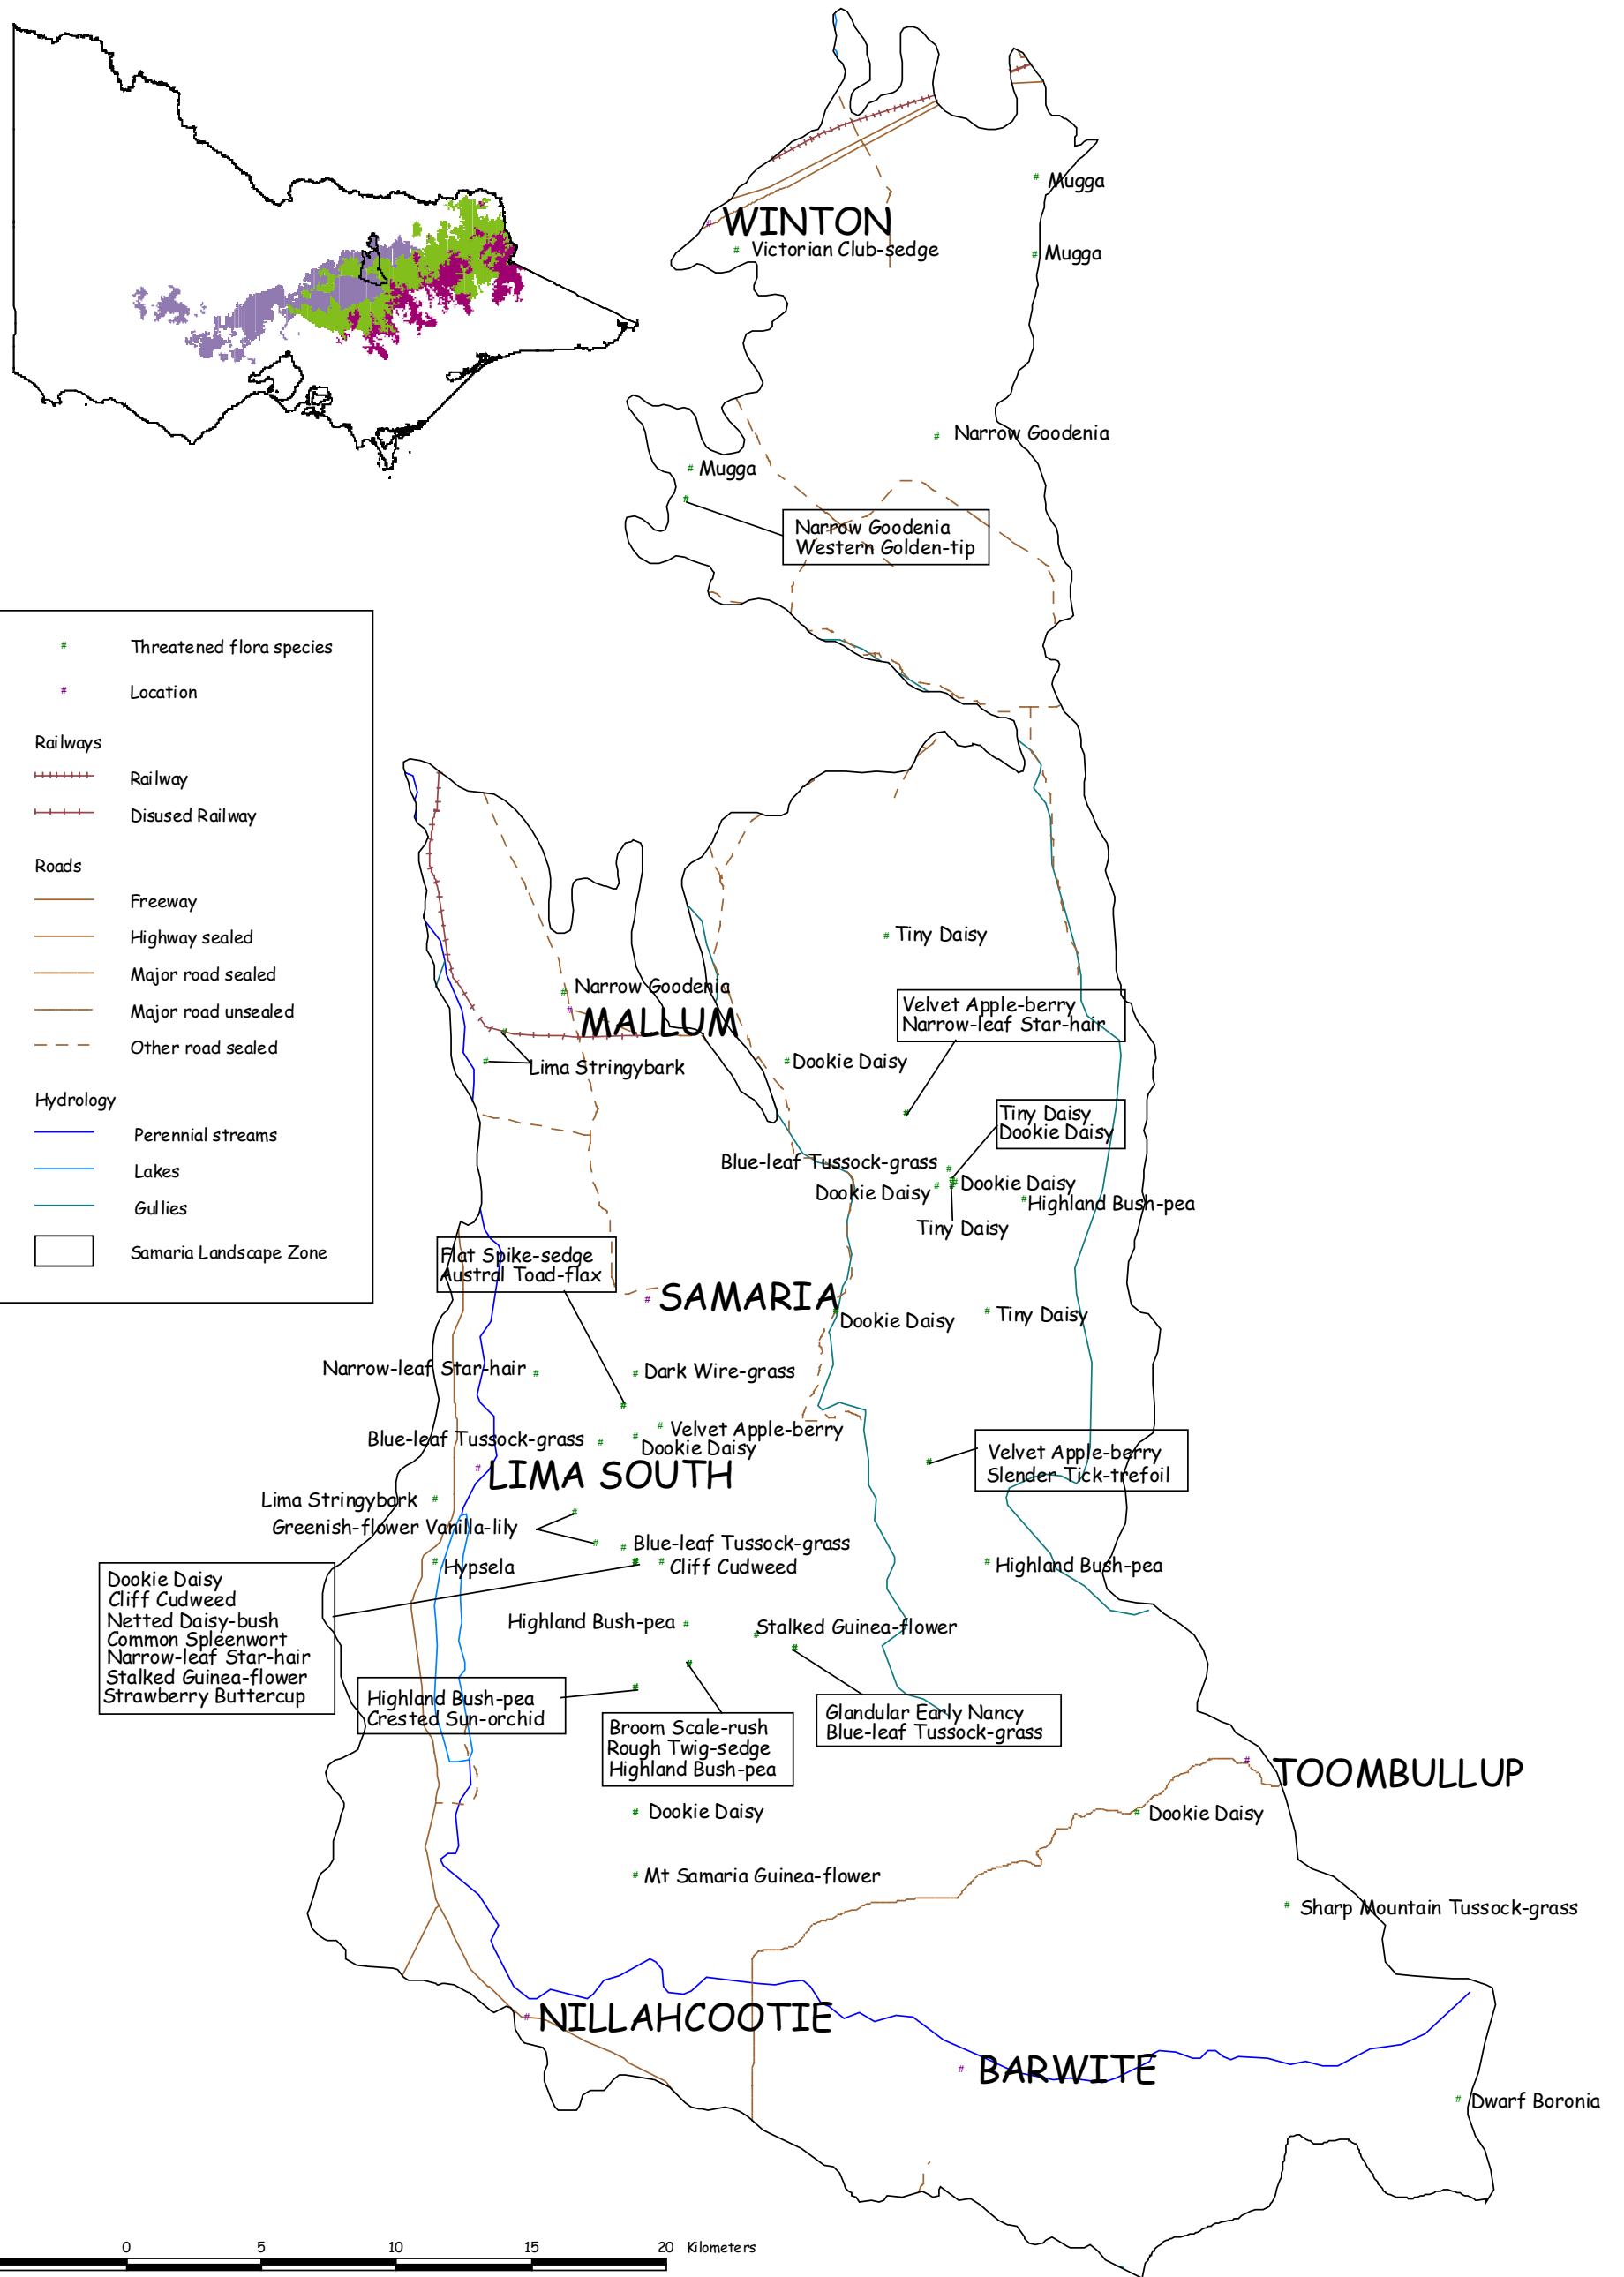 Mugga
WINTON
Victorian Club-sedge
Mugga
Narrow Goodenia
Mugga
Narrow Goodenia
Western Golden-tip
Threatened flora species
Location
Railways
Railway
Disused Railway
Roads
Freeway
Highway sealed
Major road sealed
Major road unsealed
Other road sealed
Hydrology
Perennial streams
Lakes
Gullies
Samaria Landscape Zone
Tiny Daisy
Narrow Goodenia
MALLUM
Velvet Apple-berry
Narrow-leaf Star-hair
Lima Stringybark
Dookie Daisy
Tiny Daisy
Dookie Daisy
Blue-leaf Tussock-grass
Dookie Daisy
Dookie Daisy
Highland Bush-pea
Tiny Daisy
Flat Spike-sedge
Austral Toad-flax
SAMARIA
Dookie Daisy
Tiny Daisy
Narrow-leaf Star-hair
Dark Wire-grass
Velvet Apple-berry
Blue-leaf Tussock-grass
Dookie Daisy
Velvet Apple-berry
Slender Tick-trefoil
LIMA SOUTH
Lima Stringybark
Greenish-flower Vanilla-lily
Blue-leaf Tussock-grass
Hypsela
Cliff Cudweed
Highland Bush-pea
Dookie Daisy
Cliff Cudweed
Netted Daisy-bush
Common Spleenwort
Narrow-leaf Star-hair
Stalked Guinea-flower
Strawberry Buttercup
Highland Bush-pea
Stalked Guinea-flower
Highland Bush-pea
Crested Sun-orchid
Broom Scale-rush
Rough Twig-sedge
Highland Bush-pea
Glandular Early Nancy
Blue-leaf Tussock-grass
TOOMBULLUP
Dookie Daisy
Dookie Daisy
Mt Samaria Guinea-flower
Sharp Mountain Tussock-grass
NILLAHCOOTIE
BARWITE
Dwarf Boronia
0 5 10 15 20 Kilometers